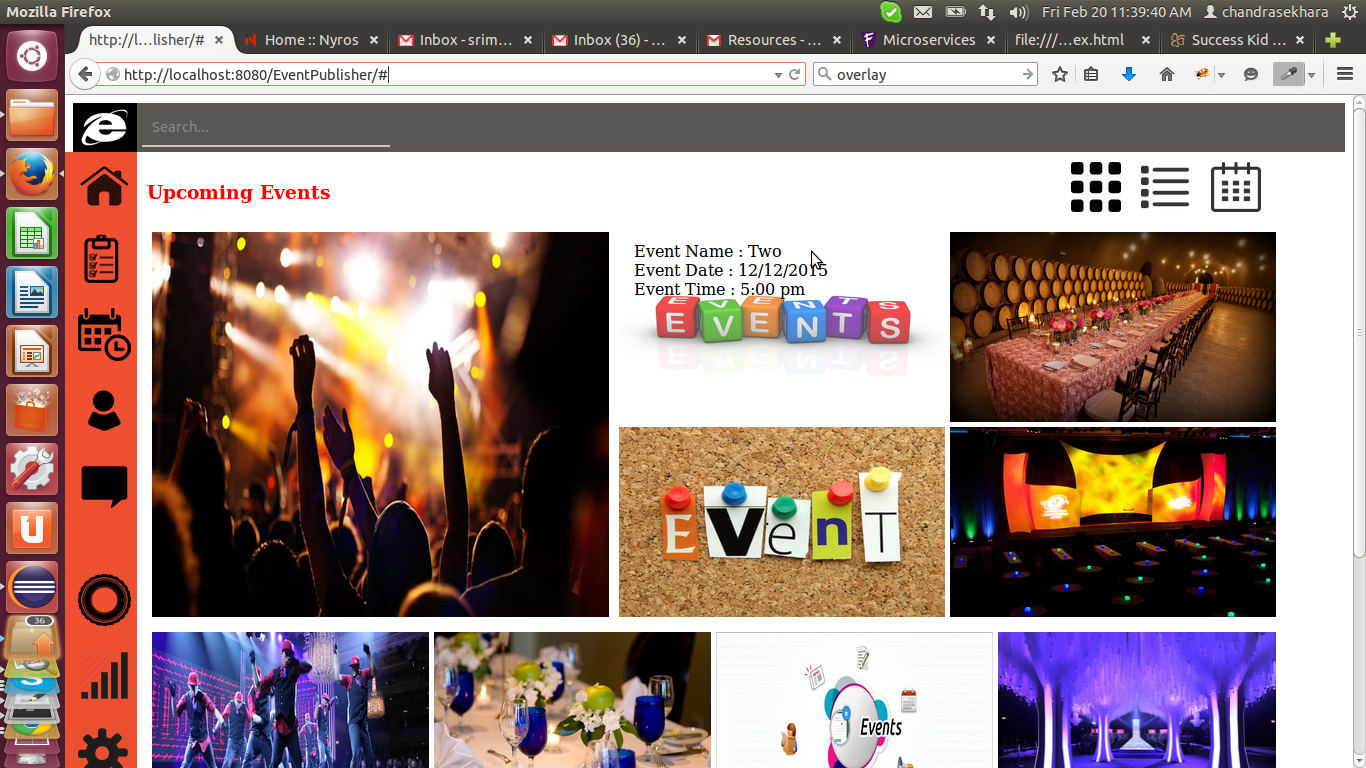 Mozilla Firefox
Fri Feb 20 11:39:40 AM chandrasekhara
http://l...lisher/#
Home :: Nyros
Inbox - srim...
Inbox (36) - ...
Resources - ...
Microservices
file:///...ex.html
Success Kid ...
http://localhost:8080/EventPublisher/#
overlay
Search...
Upcoming Events
Event Name : Two
Event Date : 12/12/2015
Event Time : 5:00 pm
EVENTS
EVENTS
EVenT
Events
36